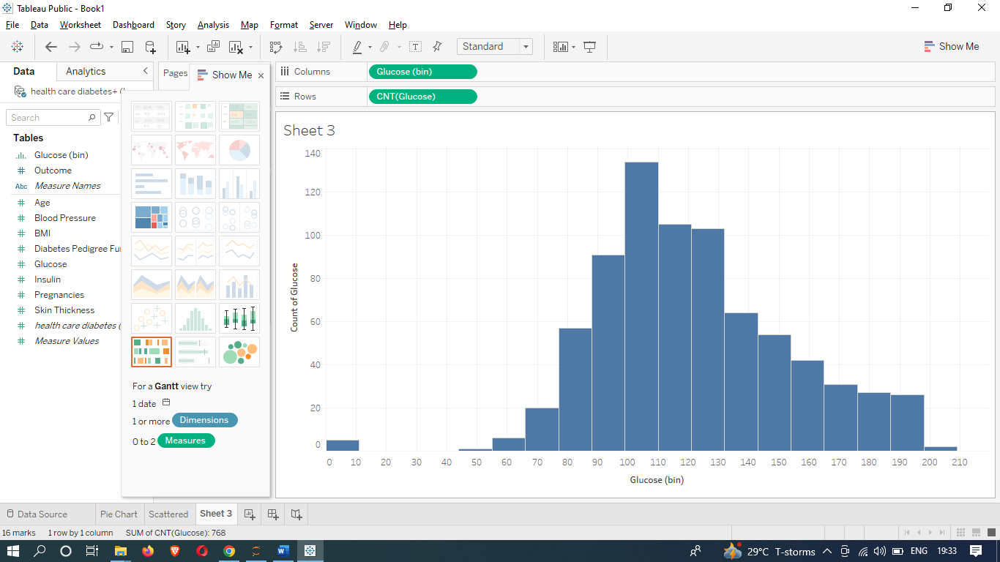 Tableau Public - Book1
File Data Worksheet Dashboard Story Analysis Map Format Server Window Help
Standard
Show Me
Data Analytics
Pages
Show Me
Columns
Glucose (bin)
health care diabetes+
Rows
CNT(Glucose)
Search
Tables
Glucose (bin)
Outcome
Abc Measure Names
Age
Blood Pressure
BMI
Diabetes Pedigree Fu
Glucose
Insulin
Pregnancies
Skin Thickness
health care diabetes (
Measure Values
For a Gantt view try
1 date
1 or more Dimensions
0 to 2 Measures
Sheet 3
140
120
100
80
60
40
20
0
Count of Glucose
0 10 20 30 40 50 60 70 80 90 100 110 120 130 140 150 160 170 180 190 200 210
Glucose (bin)
Data Source Pie Chart Scattered Sheet 3
16 marks 1 row by 1 column SUM of CNT(Glucose): 768
29°C T-storms ENG 19:33